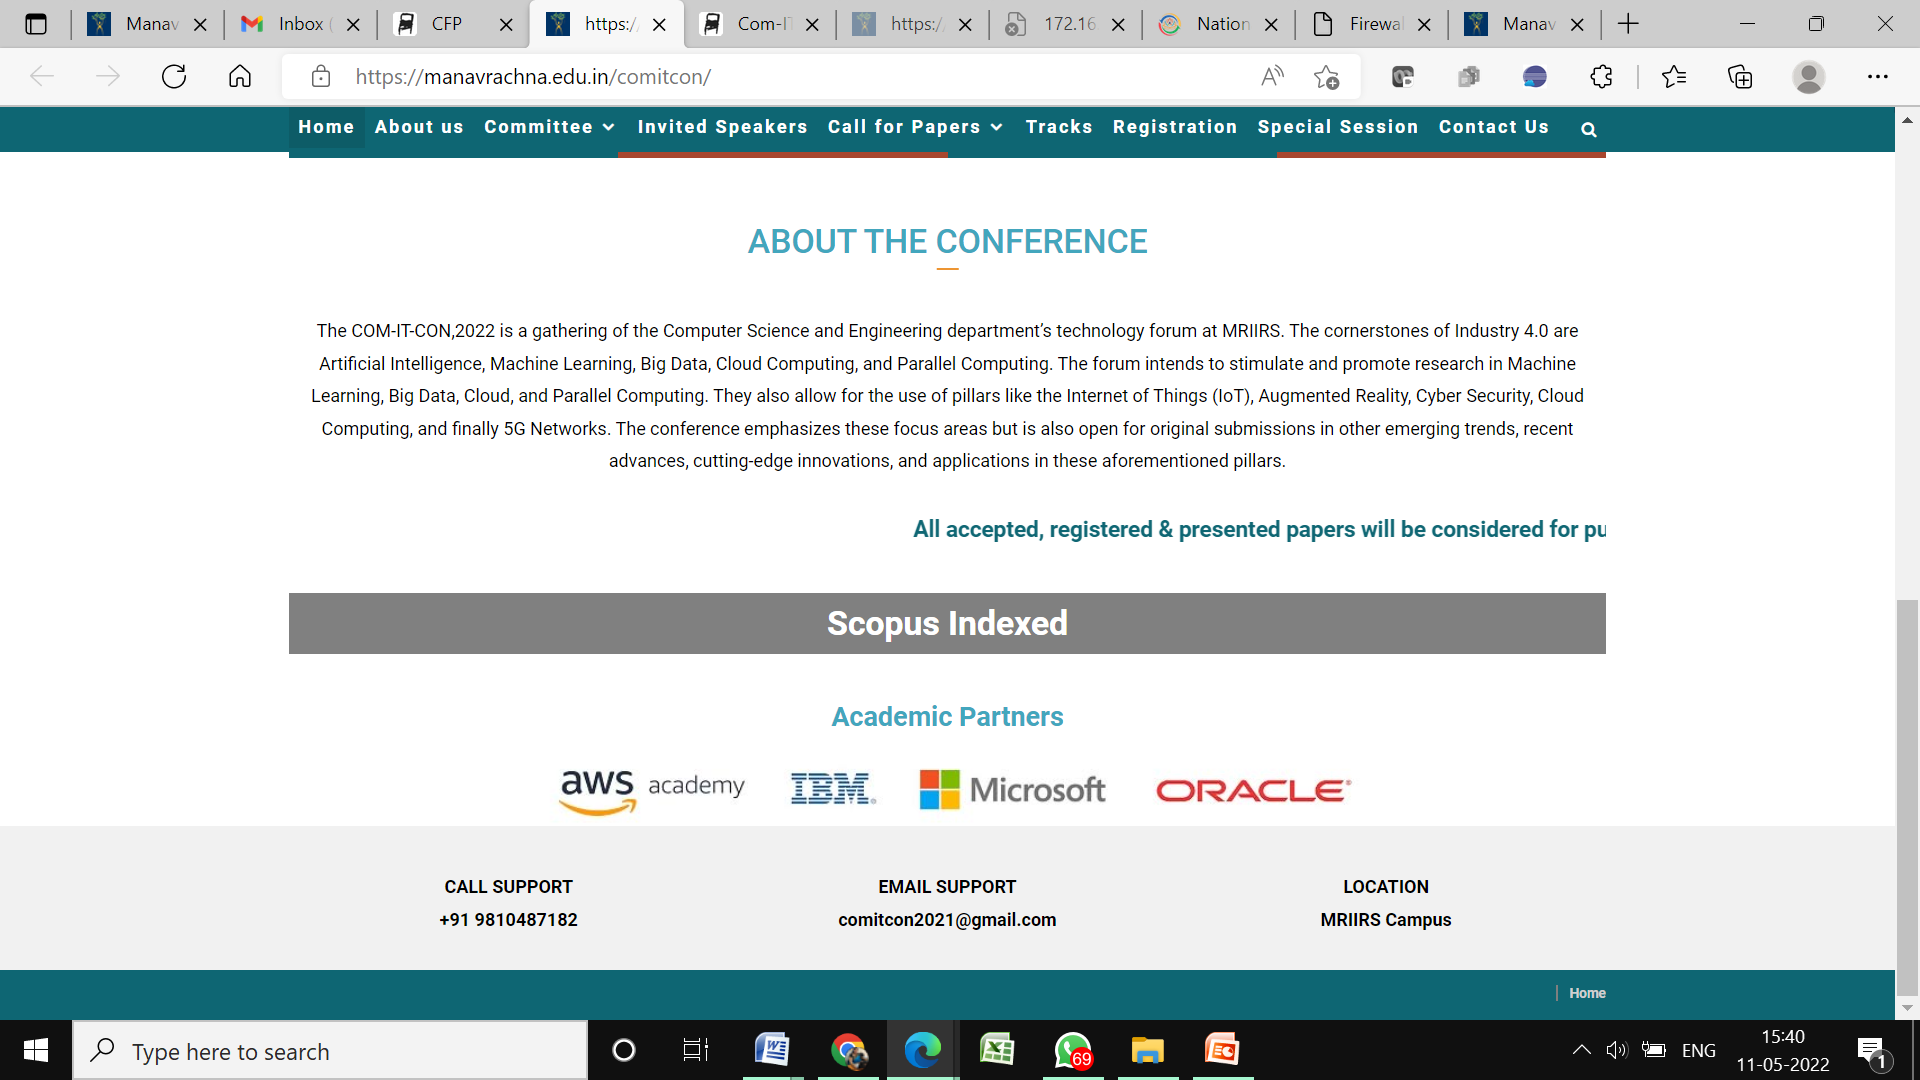 Manav
Inbox (
CFP
https:/
Com-IT
https:/
172.16
Nation
Firewal
Manav
https://manavrachna.edu.in/comitcon/
Home About us Committee Invited Speakers Call for Papers Tracks Registration Special Session Contact Us
ABOUT THE CONFERENCE
The COM-IT-CON,2022 is a gathering of the Computer Science and Engineering department’s technology forum at MRIIRS. The cornerstones of Industry 4.0 are
Artificial Intelligence, Machine Learning, Big Data, Cloud Computing, and Parallel Computing. The forum intends to stimulate and promote research in Machine
Learning, Big Data, Cloud, and Parallel Computing. They also allow for the use of pillars like the Internet of Things (IoT), Augmented Reality, Cyber Security, Cloud
Computing, and finally 5G Networks. The conference emphasizes these focus areas but is also open for original submissions in other emerging trends, recent
advances, cutting-edge innovations, and applications in these aforementioned pillars.
All accepted, registered & presented papers will be considered for pu
Scopus Indexed
Academic Partners
aws academy IBM Microsoft ORACLE
CALL SUPPORT
+91 9810487182
EMAIL SUPPORT
comitcon2021@gmail.com
LOCATION
MRIIRS Campus
Home
Type here to search
69
ENG
15:40
11-05-2022
1